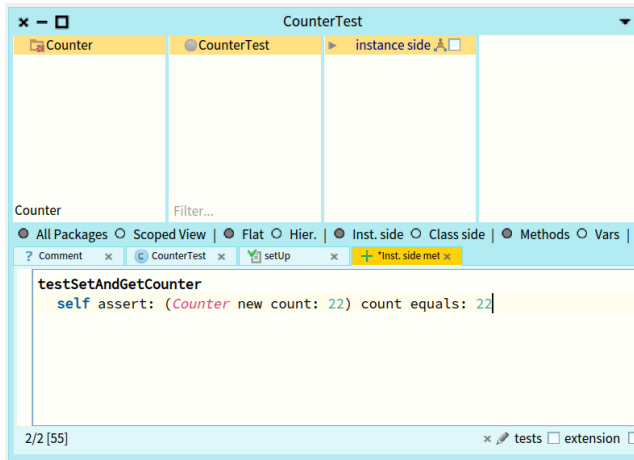 CounterTest
Counter
CounterTest
instance side
Counter
Filter...
All Packages Scoped View | Flat Hier. | Inst. side Class side | Methods Vars |
? Comment x C CounterTest x setUp x + *Inst. side met x
testSetAndGetCounter
self assert: (Counter new count: 22) count equals: 22
2/2 [55] x tests extension